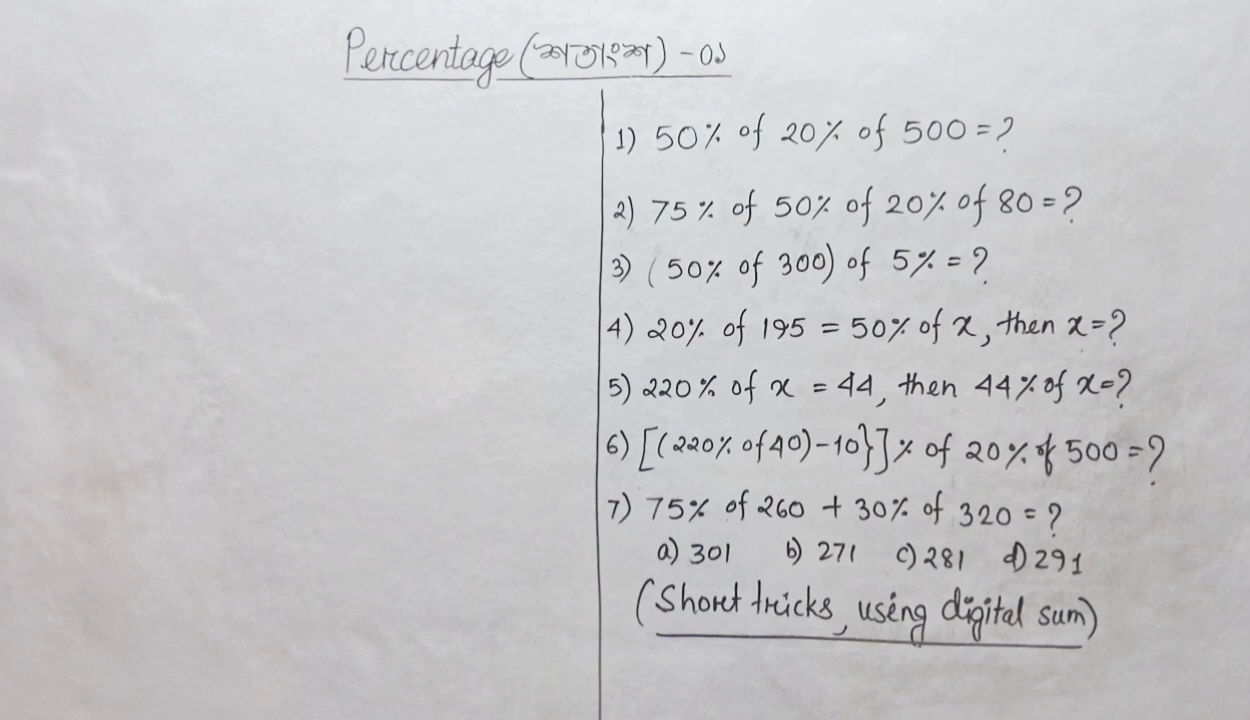 Percentage (শতাংশ) - ০১
1) 50% of 20% of 500 = ?
2) 75% of 50% of 20% of 80 = ?
3) (50% of 300) of 5% = ?
4) 20% of 195 = 50% of x, then x = ?
5) 220% of x = 44, then 44% of x = ?
6) [(220% of 40) - 10}]% of 20% of 500 = ?
7) 75% of 260 + 30% of 320 = ?
a) 301 b) 271 c) 281 d) 291
(Short tricks, using digital sum)